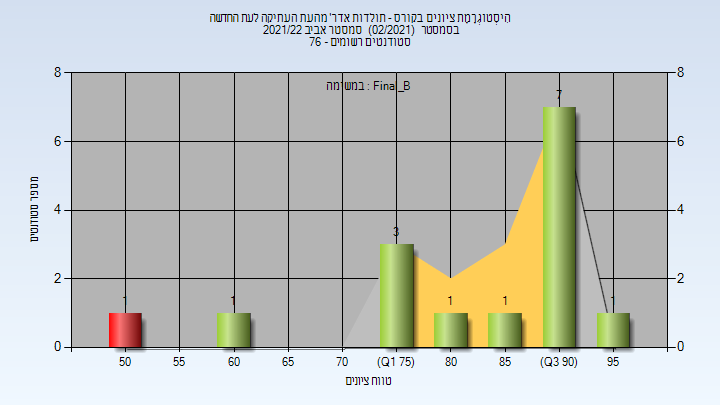 הִיסְטוֹגְרָמַת ציונים בקורס - תולדות אדר' מהעת העתיקה לעת החדשה
בסמסטר (02/2021) סמסטר אביב 2021/22
סטודנטים רשומים - 76
במשימה : Final_B
8 8
7
6 6
מספר סטודנטים
4 4
3
2 2
1 1 1 1 1
0 0
50 55 60 65 70 (Q1 75) 80 85 (Q3 90) 95
טווח ציונים